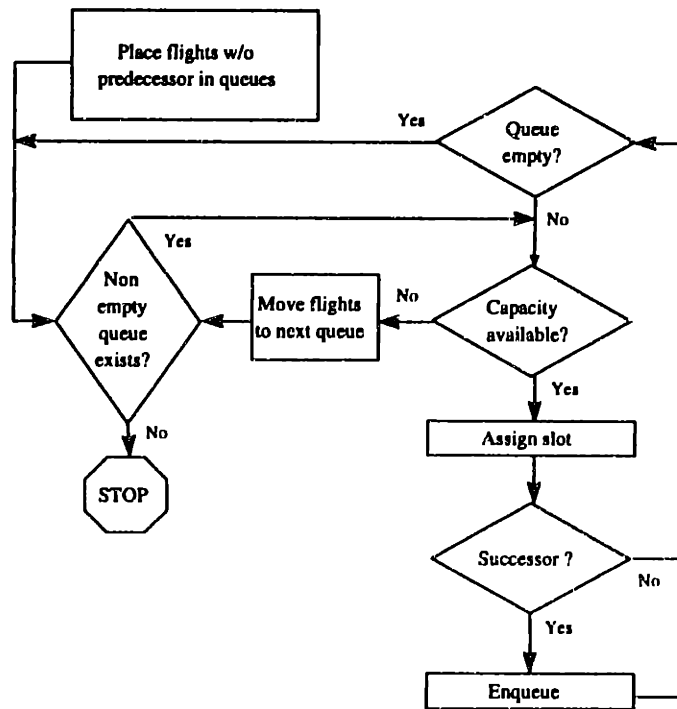 Place flights w/o
predecessor in queues
Yes
Queue
empty?
No
Yes
Non
empty
queue
exists?
Move flights
to next queue
No
Capacity
available?
Yes
No
STOP
Assign slot
Successor ?
No
Yes
Enqueue